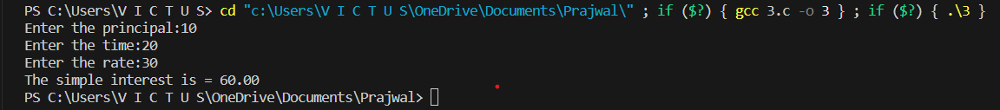 PS C:\Users\V I C T U S> cd "c:\Users\V I C T U S\OneDrive\Documents\Prajwal\" ; if ($?) { gcc 3.c -o 3 } ; if ($?) { .\3 }
Enter the principal:10
Enter the time:20
Enter the rate:30
The simple interest is = 60.00
PS C:\Users\V I C T U S\OneDrive\Documents\Prajwal>